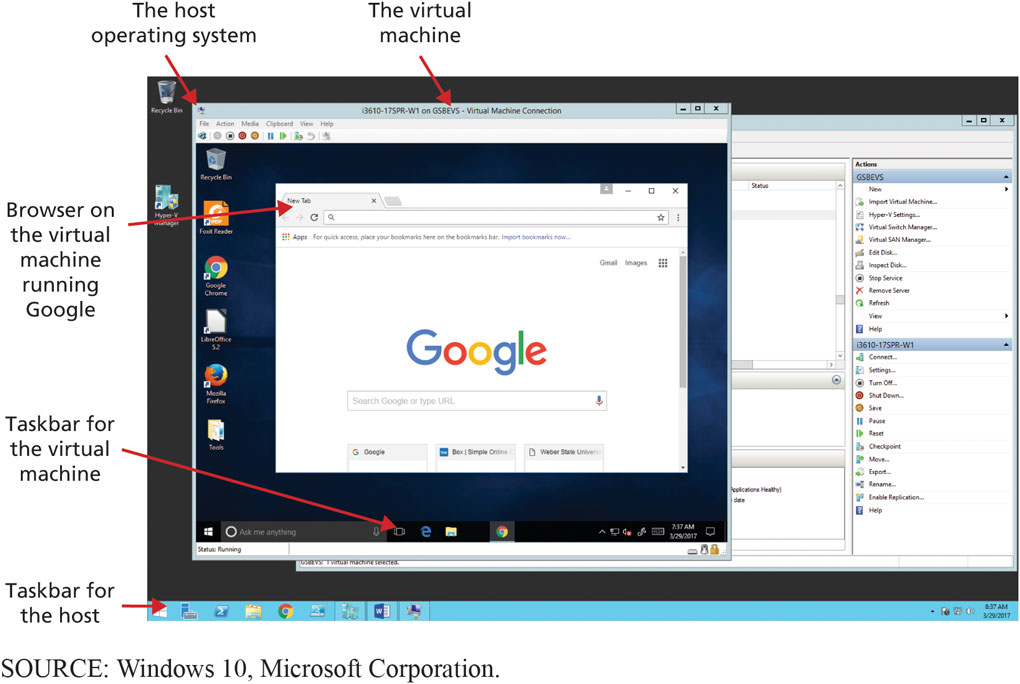 The host
operating system
The virtual
machine
Recycle Bin
i3610-17SPR-W1 on GSBEVS - Virtual Machine Connection
File Action Media Clipboard View Help
Recycle Bin
Hyper-V
Manager
Foxit Reader
Google
Chrome
LibreOffice
5.2
Mozilla
Firefox
Tools
Browser on
the virtual
machine
running
Google
New Tab
Apps For quick access, place your bookmarks here on the bookmarks bar. Import bookmarks now...
Gmail Images
Google
Search Google or type URL
Google
Box | Simple Online C
Weber State Univers
Taskbar for
the virtual
machine
Ask me anything
7:37 AM
3/29/2017
Status: Running
Status
Applications Healthy)
date
GSBEVS: 1 virtual machine selected.
Actions
GSBEVS
New
Import Virtual Machine...
Hyper-V Settings...
Virtual Switch Manager...
Virtual SAN Manager...
Edit Disk...
Inspect Disk...
Stop Service
Remove Server
Refresh
View
Help
i3610-17SPR-W1
Connect...
Settings...
Turn Off...
Shut Down...
Save
Pause
Reset
Checkpoint
Move...
Export...
Rename...
Enable Replication...
Help
Taskbar for
the host
8:37 AM
3/29/2017
SOURCE: Windows 10, Microsoft Corporation.